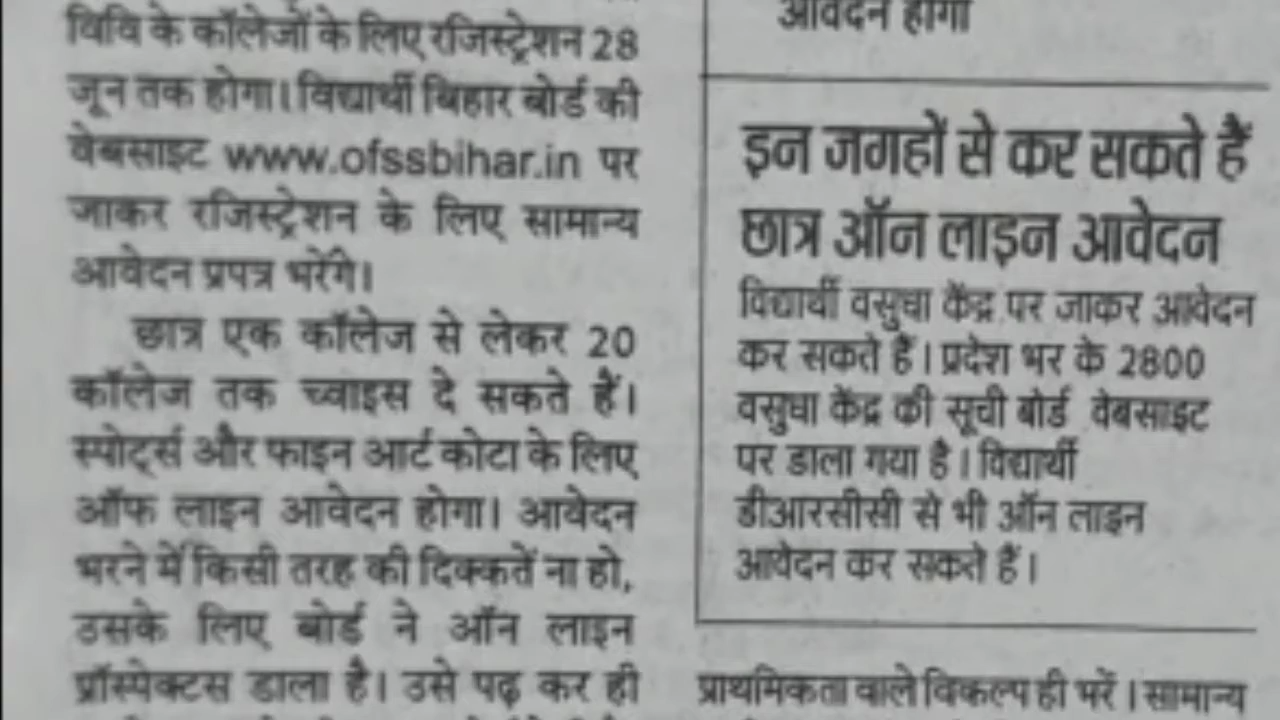 विवि के कॉलेजों के लिए रजिस्ट्रेशन 28
जून तक होगा। विद्यार्थी बिहार बोर्ड की
वेबसाइट www.ofssbihar.in पर
जाकर रजिस्ट्रेशन के लिए सामान्य
आवेदन प्रपत्र भरेंगे।
छात्र एक कॉलेज से लेकर 20
कॉलेज तक च्वाइस दे सकते हैं।
स्पोर्ट्स और फाइन आर्ट कोटा के लिए
ऑफ लाइन आवेदन होगा। आवेदन
भरने में किसी तरह की दिक्कतें ना हो,
उसके लिए बोर्ड ने ऑन लाइन
प्रॉस्पेक्टस डाला है। उसे पढ़ कर ही
आवेदन होगा
इन जगहों से कर सकते हैं
छात्र ऑन लाइन आवेदन
विद्यार्थी वसुधा केंद्र पर जाकर आवेदन
कर सकते हैं। प्रदेश भर के 2800
वसुधा केंद्र की सूची बोर्ड वेबसाइट
पर डाला गया है। विद्यार्थी
डीआरसीसी से भी ऑन लाइन
आवेदन कर सकते हैं।
प्राथमिकता वाले विकल्प ही भरें। सामान्य